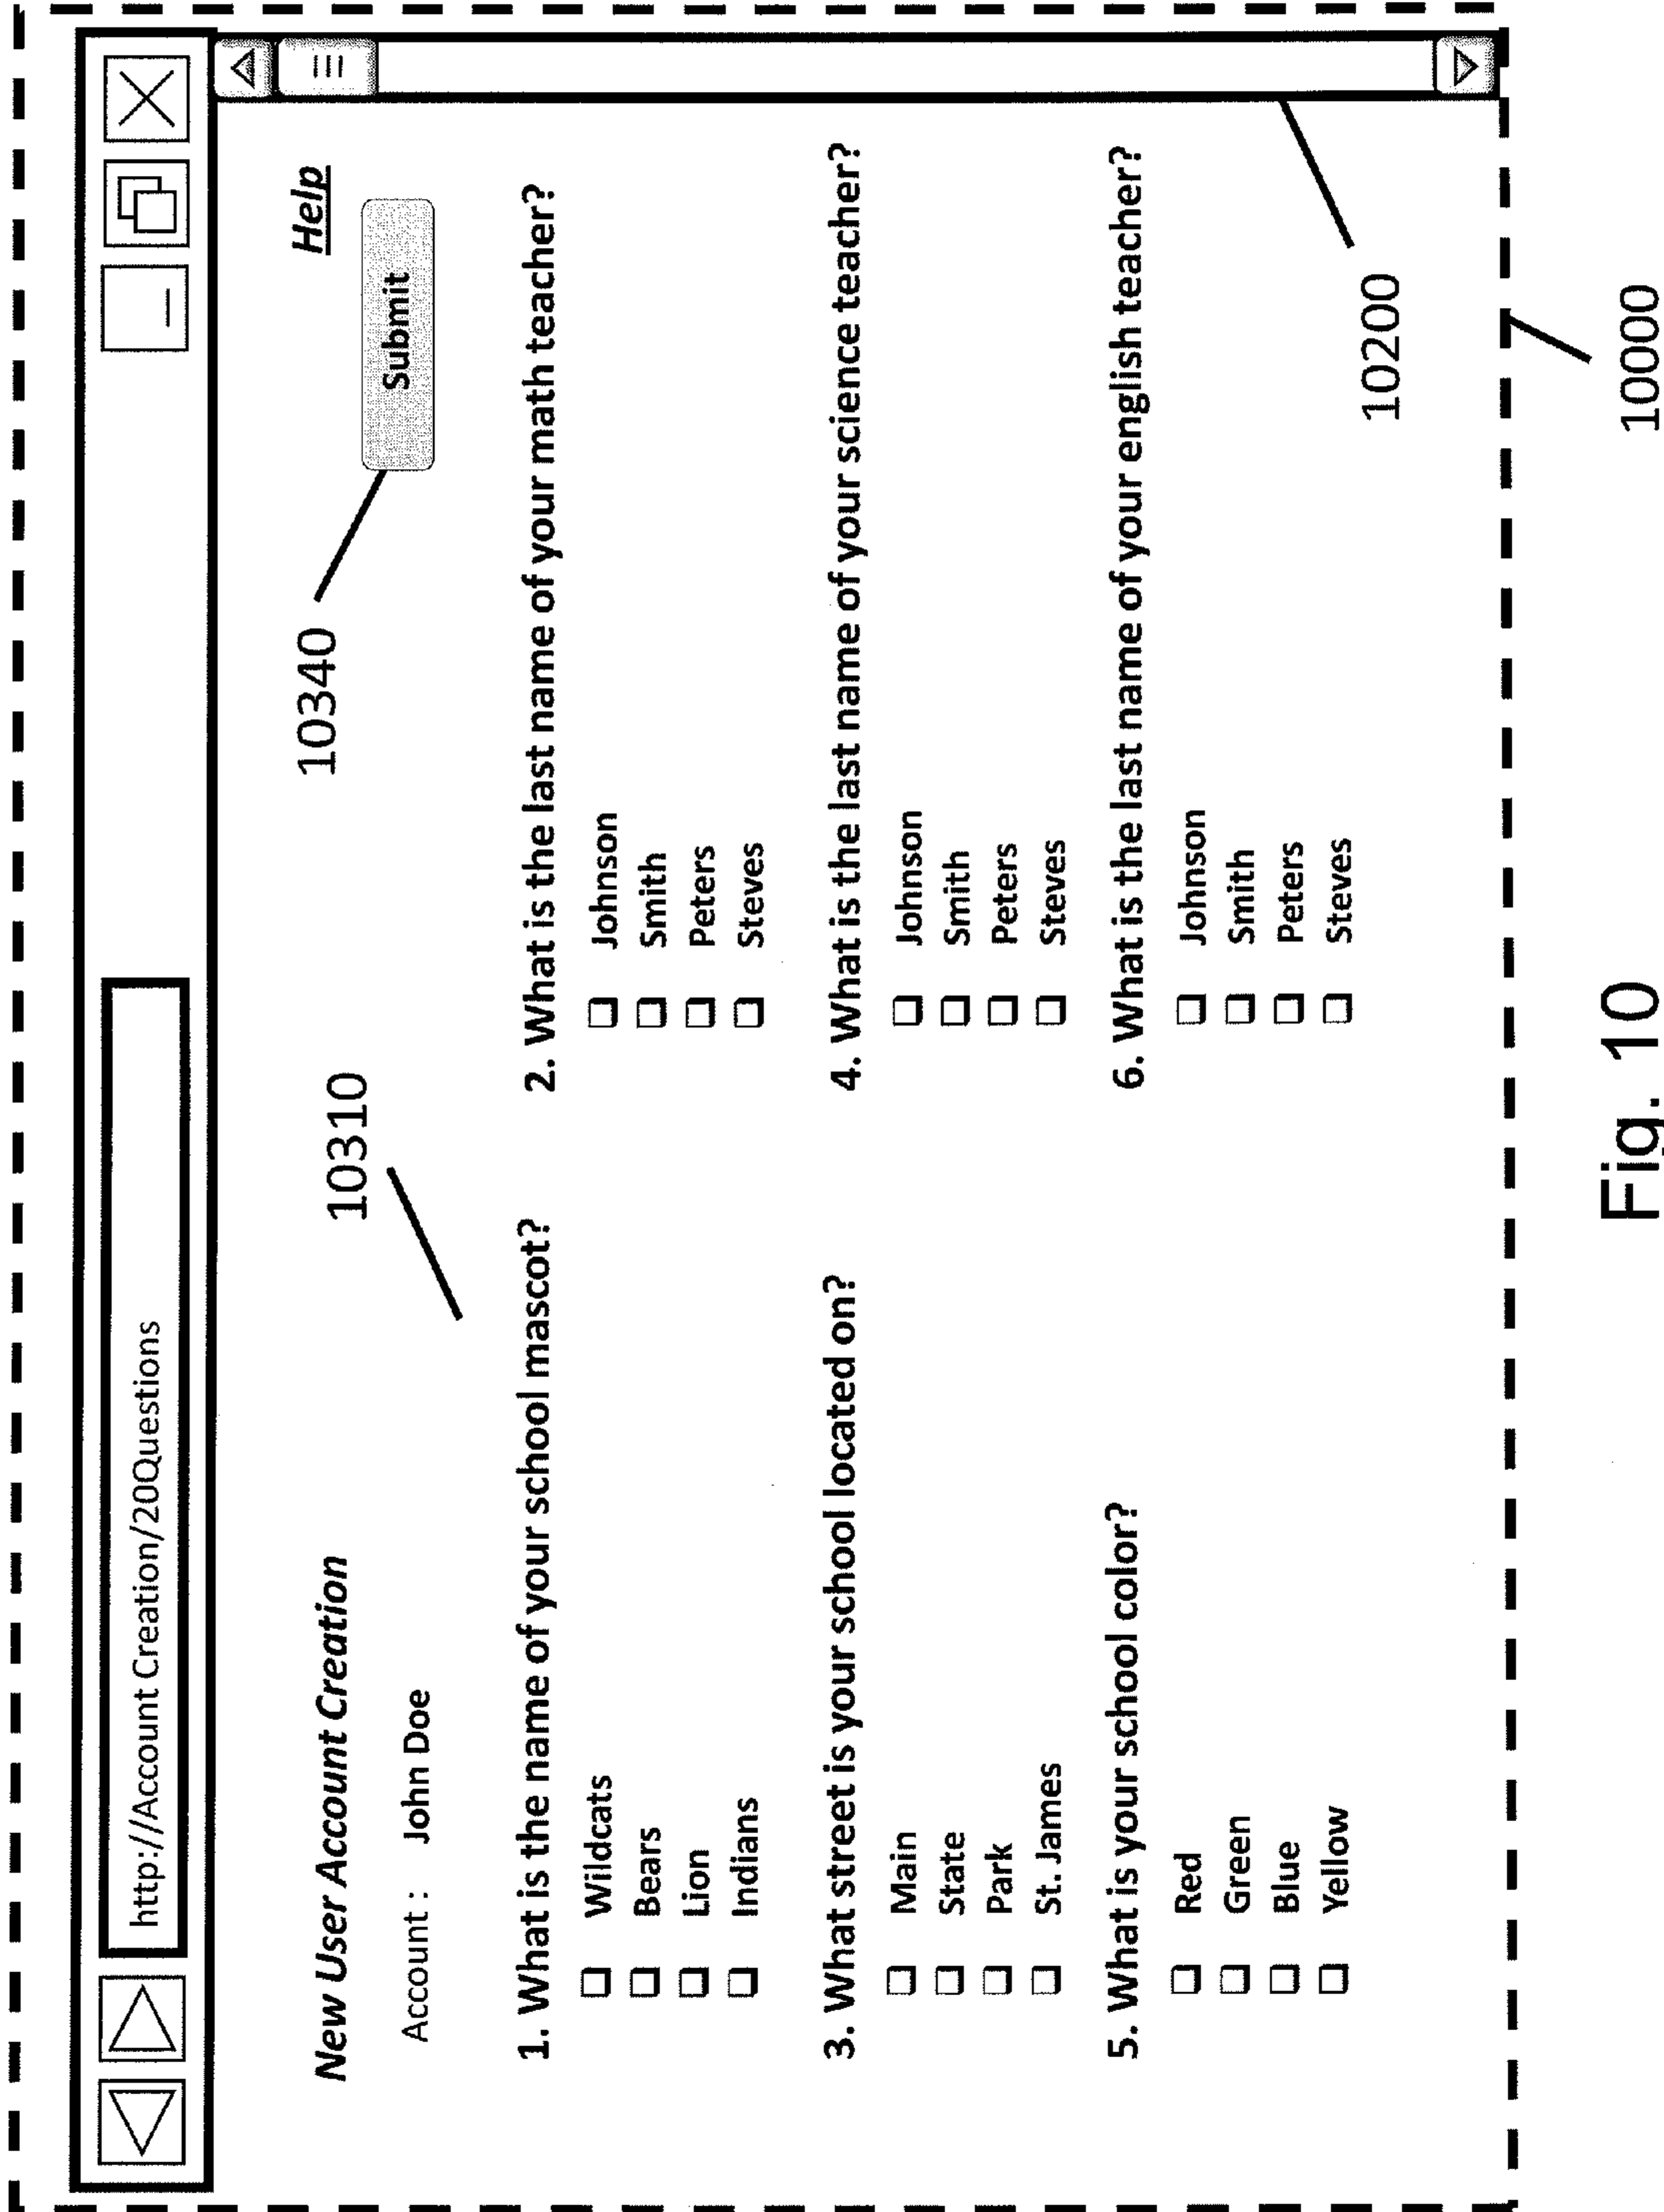 http://Account Creation/20Questions
New User Account Creation
Help
Account : John Doe
10310
10340
Submit
1. What is the name of your school mascot?
Wildcats
Bears
Lion
Indians
2. What is the last name of your math teacher?
Johnson
Smith
Peters
Steves
3. What street is your school located on?
Main
State
Park
St. James
4. What is the last name of your science teacher?
Johnson
Smith
Peters
Steves
5. What is your school color?
Red
Green
Blue
Yellow
6. What is the last name of your english teacher?
Johnson
Smith
Peters
Steves
10200
10000
Fig. 10